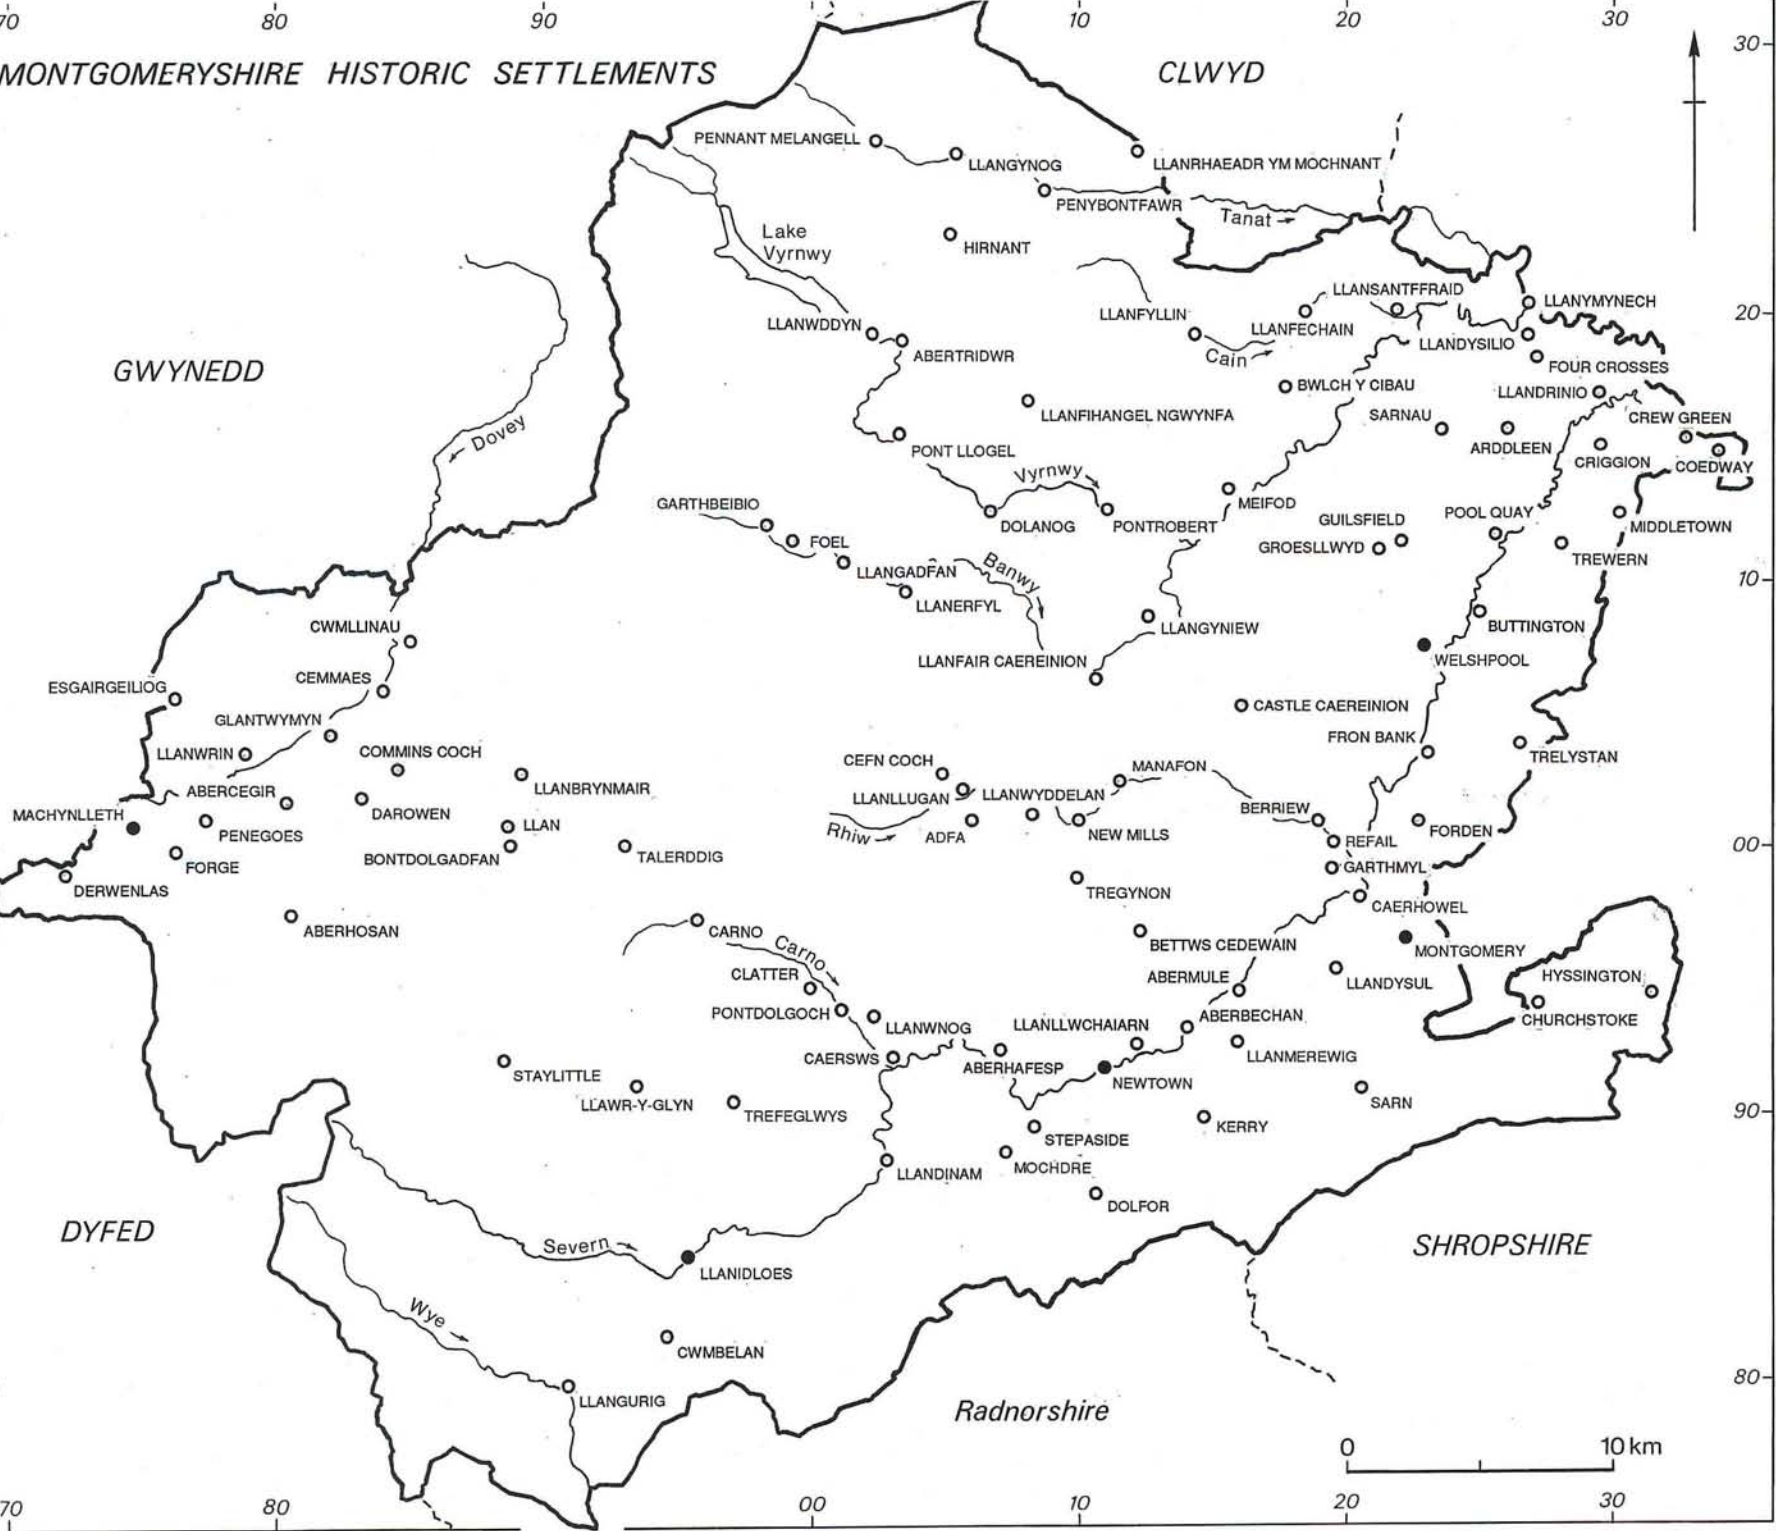 70 80 90 10 20 30
30
MONTGOMERYSHIRE HISTORIC SETTLEMENTS
CLWYD
PENNANT MELANGELL
LLANGYNOG
LLANRHAEADR YM MOCHNANT
PENYBONTFAWR
Tanat
Lake
Vyrnwy
HIRNANT
LLANSANTFFRAID
LLANYMYNECH
LLANFYLLIN
20
LLANWDDYN
LLANFECHAIN
LLANDYSILIO
Cain
ABERTRIDWR
GWYNEDD
FOUR CROSSES
BWLCH Y CIBAU
LLANDRINIO
LLANFIHANGEL NGWYNFA
SARNAU
CREW GREEN
Dovey
ARDDLEEN
PONT LLOGEL
CRIGGION
COEDWAY
Vyrnwy
GARTHBEIBIO
MEIFOD
POOL QUAY
GUILSFIELD
DOLANOG
PONTROBERT
MIDDLETOWN
FOEL
GROESLLWYD
TREWERN
Banwy
LLANGADFAN
10
LLANERFYL
CWMLLINAU
LLANGYNIEW
BUTTINGTON
LLANFAIR CAEREINION
WELSHPOOL
CEMMAES
ESGAIRGEILIOG
CASTLE CAEREINION
GLANTWYMYN
FRON BANK
LLANWRIN
COMMINS COCH
CEFN COCH
TRELYSTAN
MANAFON
ABERCEGIR
LLANBRYNMAIR
LLANLLUGAN
LLANWYDDELAN
MACHYNLLETH
DAROWEN
BERRIEW
PENEGOES
LLAN
Rhiw
ADFA
NEW MILLS
FORDEN
REFAIL
00
BONTDOLGADFAN
TALERDDIG
FORGE
GARTHMYL
DERWENLAS
TREGYNON
CAERHOWEL
ABERHOSAN
CARNO
BETTWS CEDEWAIN
Carno
MONTGOMERY
CLATTER
ABERMULE
HYSSINGTON
LLANDYSUL
PONTDOLGOCH
ABERBECHAN
LLANWNOG
LLANLLWCHAIARN
CHURCHSTOKE
CAERSWS
LLANMEREWIG
ABERHAFESP
STAYLITTLE
NEWTOWN
LLAWR-Y-GLYN
SARN
TREFEGLWYS
90
KERRY
STEPASIDE
MOCHDRE
LLANDINAM
DOLFOR
DYFED
Severn
SHROPSHIRE
LLANIDLOES
Wye
CWMBELAN
80
LLANGURIG
Radnorshire
0 10 km
70 80 00 10 20 30